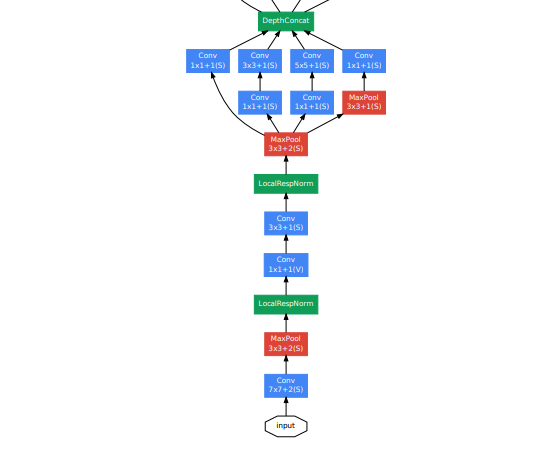 DepthConcat
Conv
1x1+1(S)
Conv
3x3+1(S)
Conv
5x5+1(S)
Conv
1x1+1(S)
Conv
1x1+1(S)
Conv
1x1+1(S)
MaxPool
3x3+1(S)
MaxPool
3x3+2(S)
LocalRespNorm
Conv
3x3+1(S)
Conv
1x1+1(V)
LocalRespNorm
MaxPool
3x3+2(S)
Conv
7x7+2(S)
input